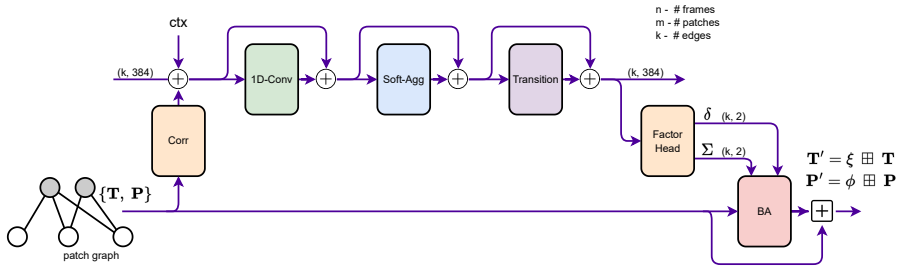 n - # frames
m - # patches
k - # edges
ctx
(k, 384)
1D-Conv
Soft-Agg
Transition
(k, 384)
Corr
Factor
Head
δ (k, 2)
Σ (k, 2)
{T, P}
BA
T′ = ξ ⊞ T
P′ = ϕ ⊞ P
patch graph